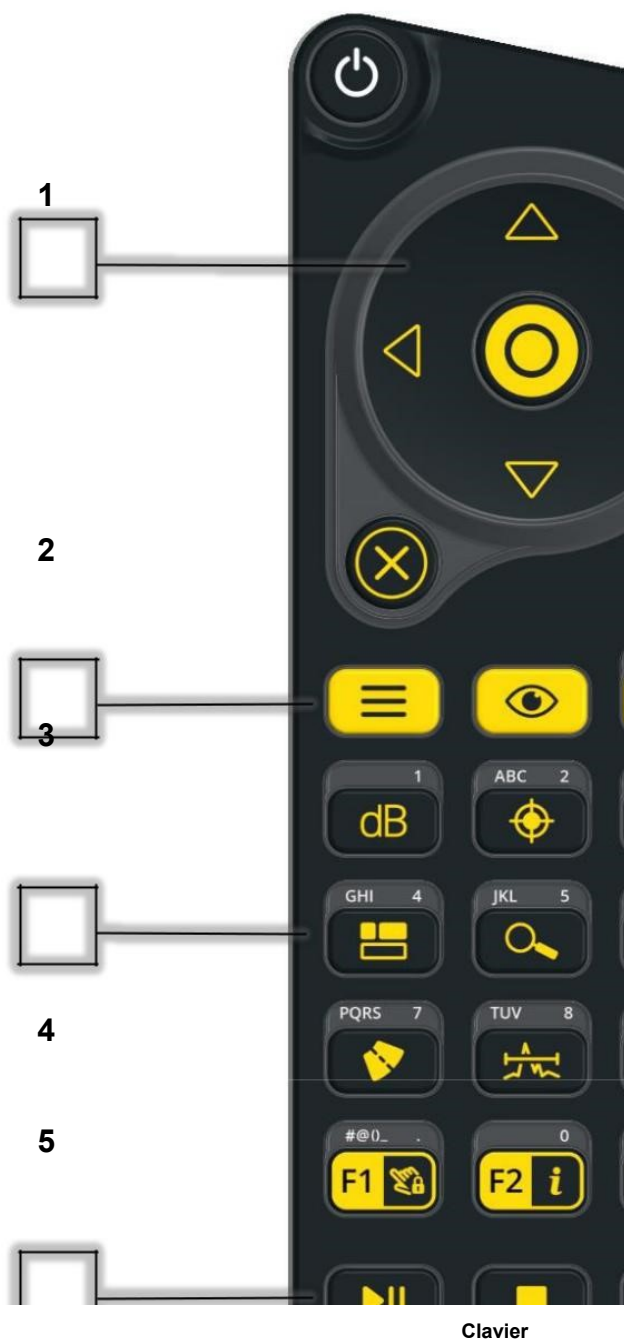 1
2
3
1
dB
ABC 2
GHI 4
JKL 5
4
PQRS 7
TUV 8
5
#@()_ .
F1
0
F2 i
Clavier